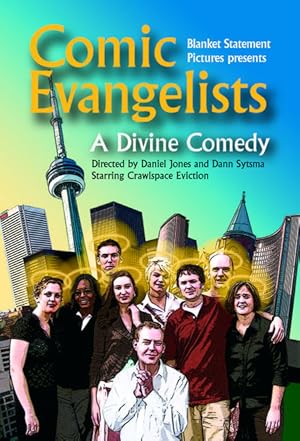 Comic
Blanket Statement
Pictures presents
Evangelists
A Divine Comedy
Directed by Daniel Jones and Dann Sytsma
Starring Crawlspace Eviction